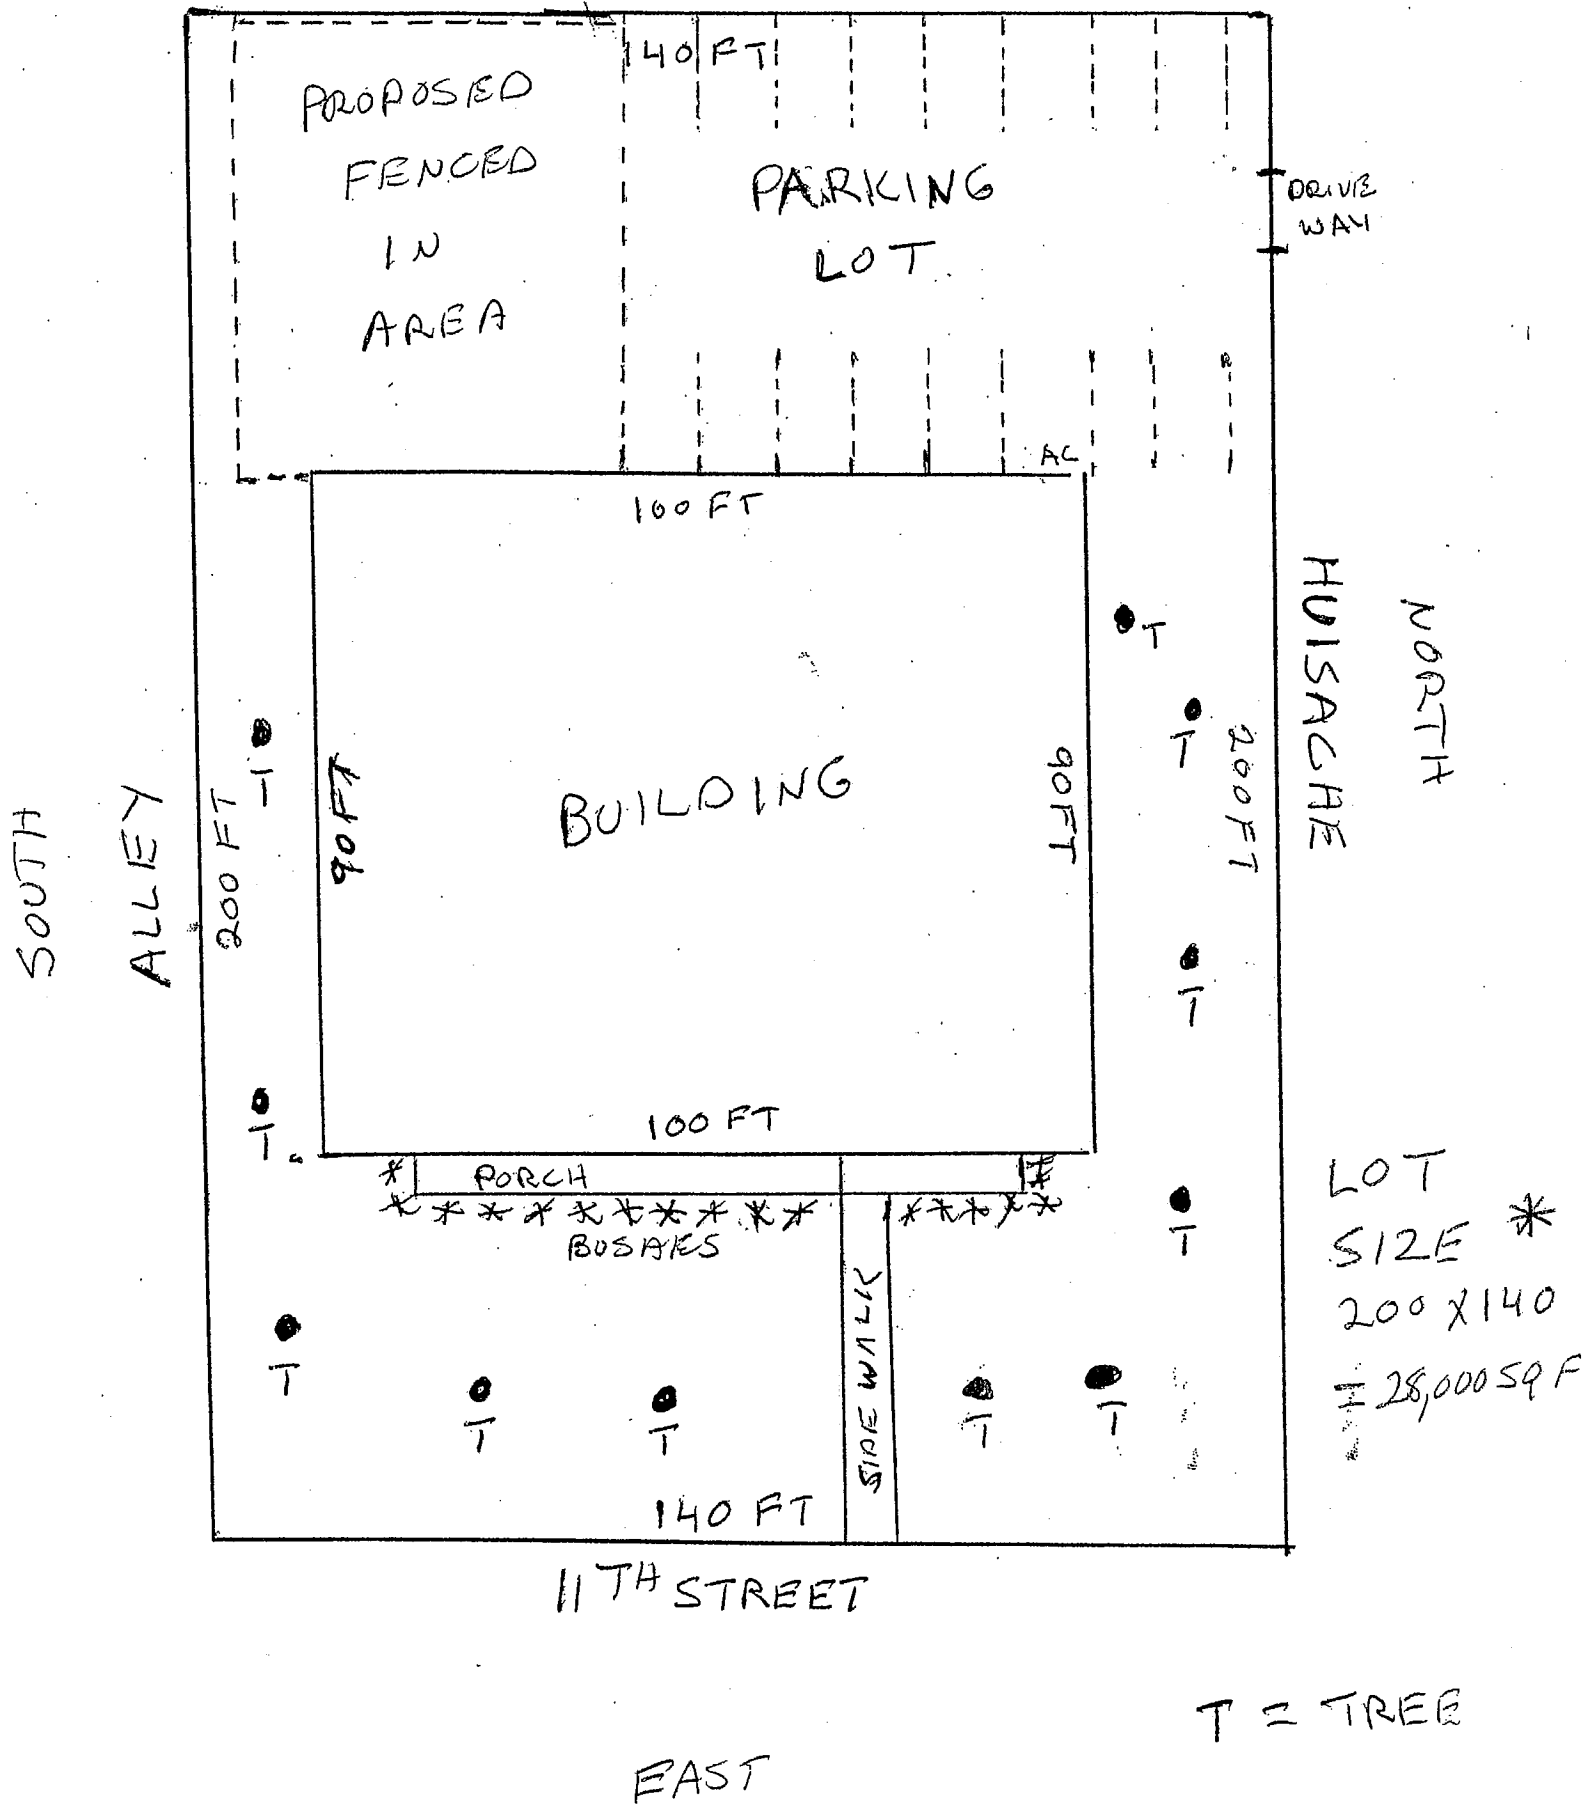 140 FT
PROPOSED
FENCED
IN
AREA
PARKING
LOT
DRIVE
WAY
AC
100 FT
HUISACHE
NORTH
T
T
200 FT
90 FT
BUILDING
90 FT
T
200 FT
ALLEY
SOUTH
T
T
100 FT
PORCH
BUSHES
T
T
T
T
T
T
SIDE WALK
140 FT
LOT
SIZE *
200 X 140
= 28,000 SQ F
11TH STREET
T = TREE
EAST